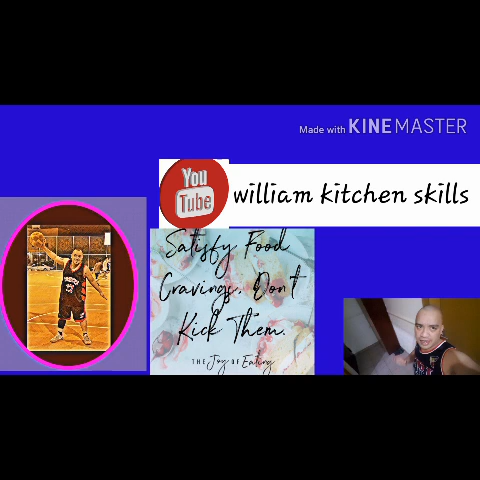 Made with KINEMASTER
You
Tube
william kitchen skills
Satisfy Food
Cravings. Don't
Kick Them.
THE Joy OF Eating